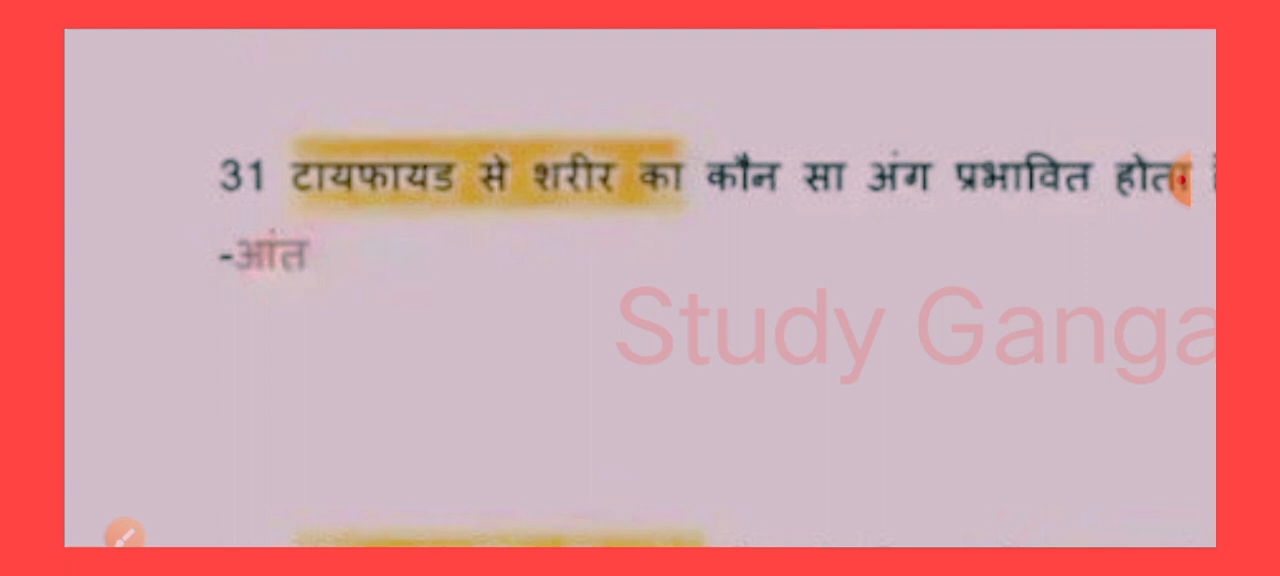 31 टायफायड से शरीर का कौन सा अंग प्रभावित होता
-आंत
Study Ganga